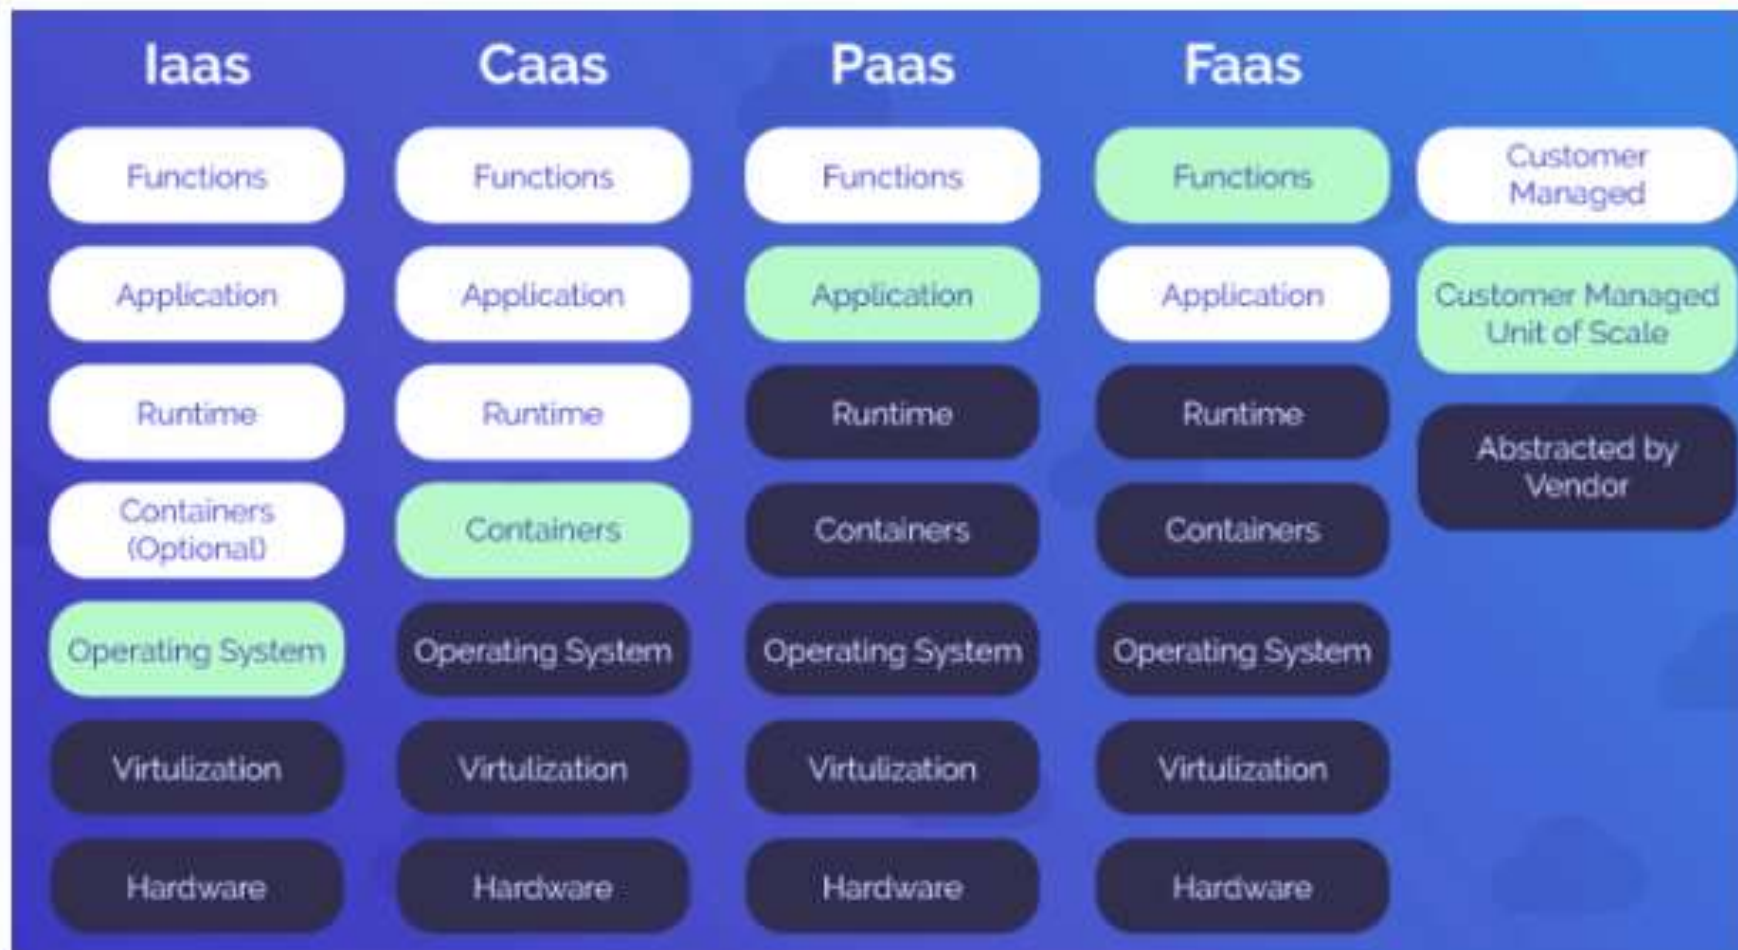 Iaas Caas Paas Faas
Functions Functions Functions Functions Customer
Managed
Application Application Application Application Customer Managed
Unit of Scale
Runtime Runtime Runtime Runtime Abstracted by
Vendor
Containers
(Optional) Containers Containers Containers
Operating System Operating System Operating System Operating System
Virtulization Virtulization Virtulization Virtulization
Hardware Hardware Hardware Hardware